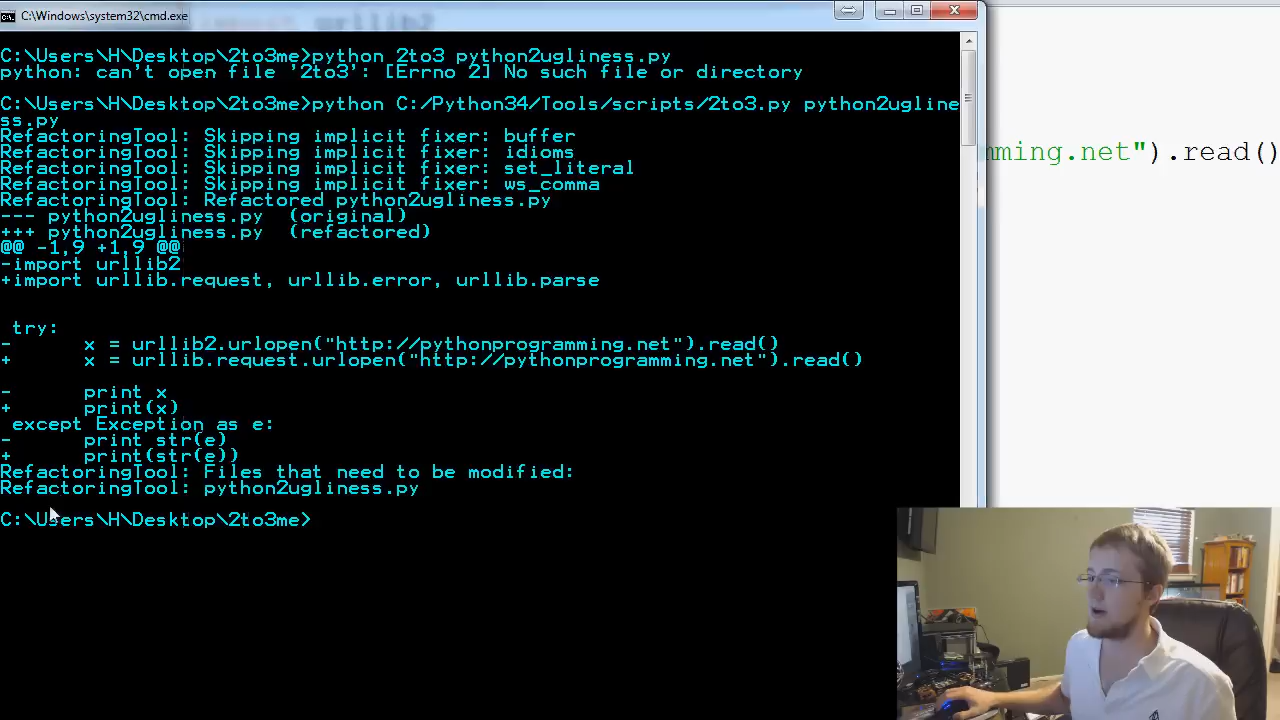 C:\Windows\system32\cmd.exe
C:\Users\H\Desktop\2to3me>python 2to3 python2ugliness.py
python: can't open file '2to3': [Errno 2] No such file or directory
C:\Users\H\Desktop\2to3me>python C:/Python34/Tools/scripts/2to3.py python2ugline
ss.py
RefactoringTool: Skipping implicit fixer: buffer
RefactoringTool: Skipping implicit fixer: idioms
RefactoringTool: Skipping implicit fixer: set_literal
RefactoringTool: Skipping implicit fixer: ws_comma
RefactoringTool: Refactored python2ugliness.py
--- python2ugliness.py  (original)
+++ python2ugliness.py  (refactored)
@@ -1,9 +1,9 @@
-import urllib2
+import urllib.request, urllib.error, urllib.parse
 try:
-      x = urllib2.urlopen("http://pythonprogramming.net").read()
+      x = urllib.request.urlopen("http://pythonprogramming.net").read()
-      print x
+      print(x)
 except Exception as e:
-      print str(e)
+      print(str(e))
RefactoringTool: Files that need to be modified:
RefactoringTool: python2ugliness.py
C:\Users\H\Desktop\2to3me>
mming.net").read()